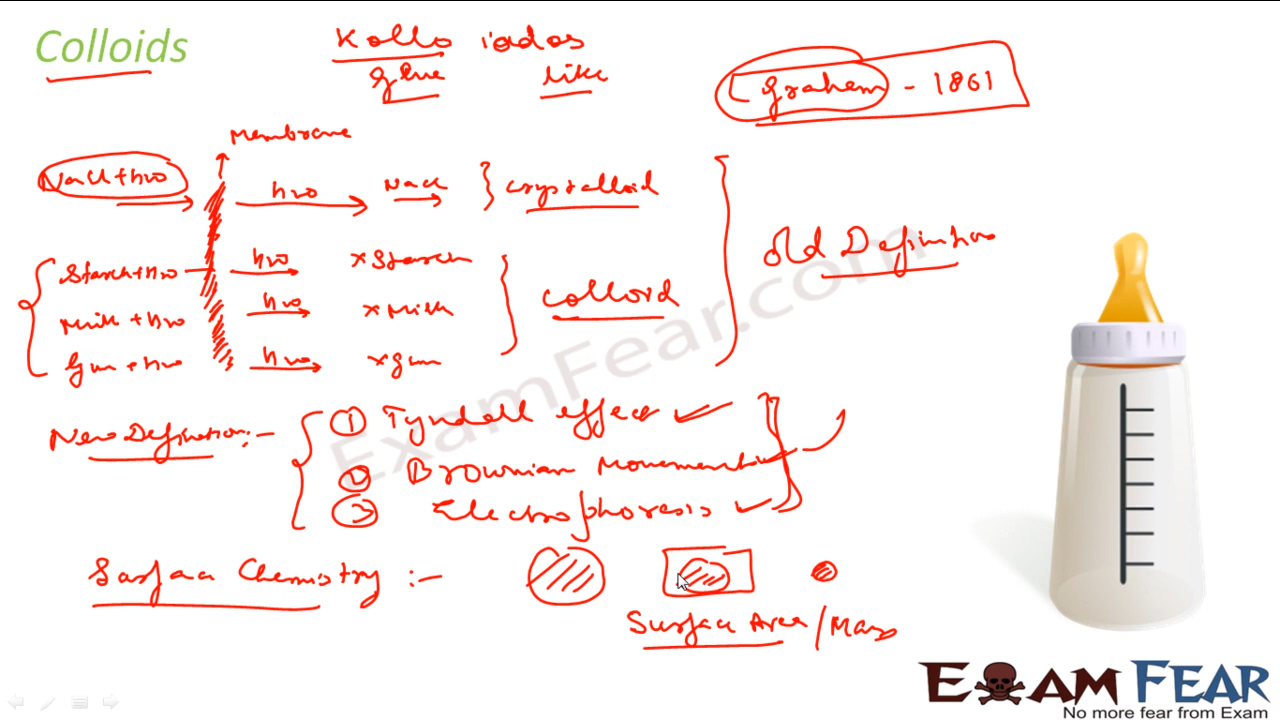 Colloids
Kollo iados
glue like
Graham - 1861
Membrane
NaCl + h2o h2o NaCl } crystalloid
Starch + h2o h2o × Starch
Milk + h2o h2o × Milk
Gum + h2o h2o × gum
colloid
old Definition
New Definition :-
① Tyndall effect ✓
② Brownian Movement ✓
③ Electrophoresis ✓
Surface Chemistry :-
Surface Area / Mass
ExamFear.com
EXAM FEAR
No more fear from Exam